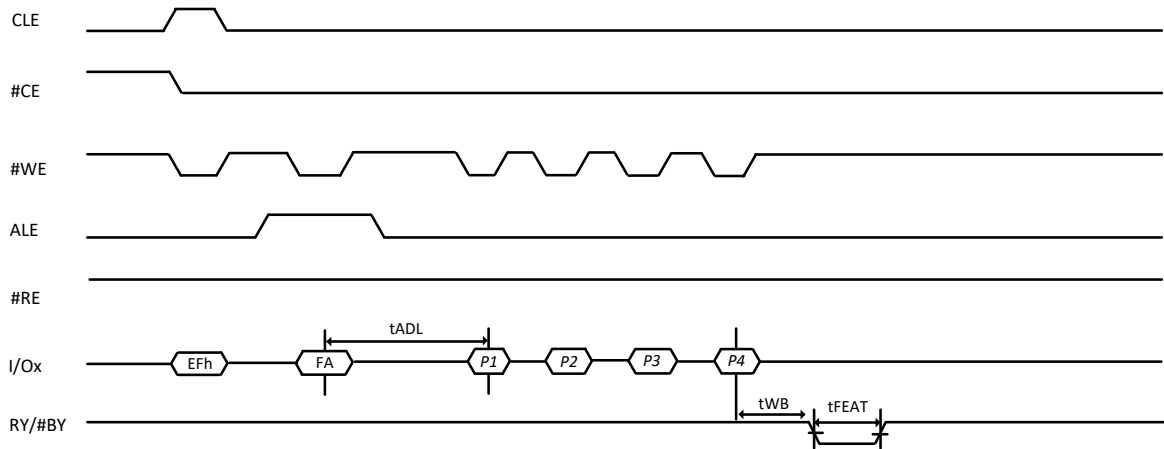 CLE
#CE
#WE
ALE
#RE
tADL
I/Ox EFh FA P1 P2 P3 P4
tWB tFEAT
RY/#BY